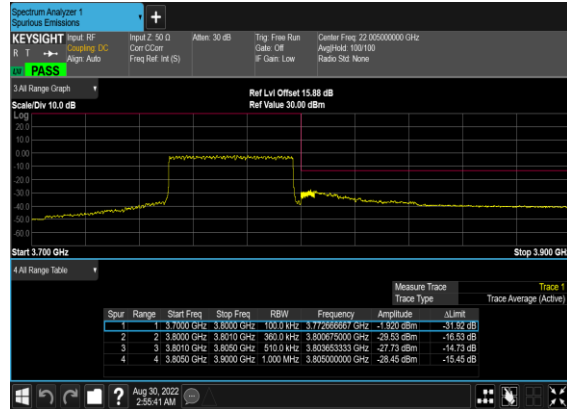 Spectrum Analyzer 1
Spurious Emissions
KEYSIGHT Input: RF Input Z: 50 Ω Atten: 30 dB Trig: Free Run Center Freq: 22.005000000 GHz
R T Coupling: DC Corr CCorr Gate: Off Avg|Hold: 100/100
Align: Auto Freq Ref: Int (S) IF Gain: Low Radio Std: None
PASS
3 All Range Graph
Ref Lvl Offset 15.88 dB
Scale/Div 10.0 dB Ref Value 30.00 dBm
Log
20.0
10.0
0.00
-10.0
-20.0
-30.0
-40.0
-50.0
-60.0
Start 3.700 GHz Stop 3.900 GH
4 All Range Table
Measure Trace Trace 1
Trace Type Trace Average (Active)
Spur Range Start Freq Stop Freq RBW Frequency Amplitude ΔLimit
1 1 3.7000 GHz 3.8000 GHz 100.0 kHz 3.772666667 GHz -1.920 dBm -31.92 dB
2 2 3.8000 GHz 3.8010 GHz 360.0 kHz 3.800675000 GHz -29.53 dBm -16.53 dB
3 3 3.8010 GHz 3.8050 GHz 510.0 kHz 3.803653333 GHz -27.73 dBm -14.73 dB
4 4 3.8050 GHz 3.9000 GHz 1.000 MHz 3.805000000 GHz -28.45 dBm -15.45 dB
? Aug 30, 2022
2:55:41 AM